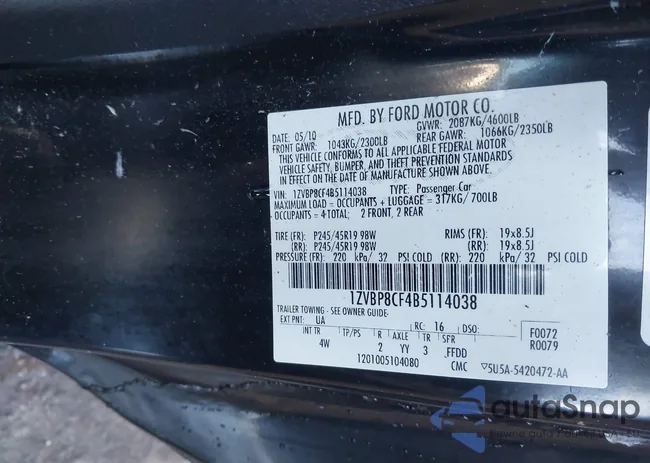 MFD. BY FORD MOTOR CO.
DATE: 05/10 GVWR: 2087KG/4600LB
FRONT GAWR: 1043KG/2300LB REAR GAWR: 1066KG/2350LB
THIS VEHICLE CONFORMS TO ALL APPLICABLE FEDERAL MOTOR
VEHICLE SAFETY, BUMPER, AND THEFT PREVENTION STANDARDS
IN EFFECT ON THE DATE OF MANUFACTURE SHOWN ABOVE.
VIN: 1ZVBP8CF4B5114038 TYPE: Passenger Car
MAXIMUM LOAD = OCCUPANTS + LUGGAGE = 317KG/700LB
OCCUPANTS = 4 TOTAL: 2 FRONT, 2 REAR
TIRE (FR): P245/45R19 98W RIMS (FR): 19x8.5J
(RR): P245/45R19 98W (RR): 19x8.5J
PRESSURE (FR): 220 kPa/ 32 PSI COLD (RR): 220 kPa/ 32 PSI COLD
1ZVBP8CF4B5114038
TRAILER TOWING - SEE OWNER GUIDE-
EXT PNT: UA RC: 16 DSO: F0072
INT TR TP/PS R AXLE TR SFR R0079
4W 2 YY 3 FFDD
1201005104080 CMC 5U5A-5420472-AA
autoSnap